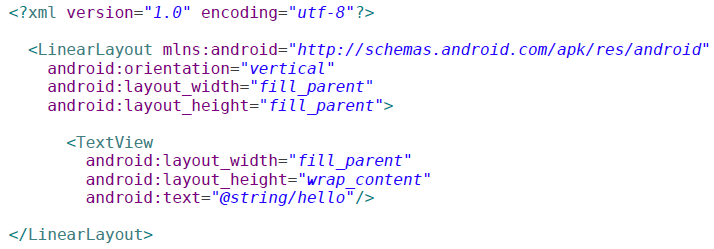 <?xml version="1.0" encoding="utf-8"?>
<LinearLayout mlns:android="http://schemas.android.com/apk/res/android"
android:orientation="vertical"
android:layout_width="fill_parent"
android:layout_height="fill_parent">
<TextView
android:layout_width="fill_parent"
android:layout_height="wrap_content"
android:text="@string/hello"/>
</LinearLayout>